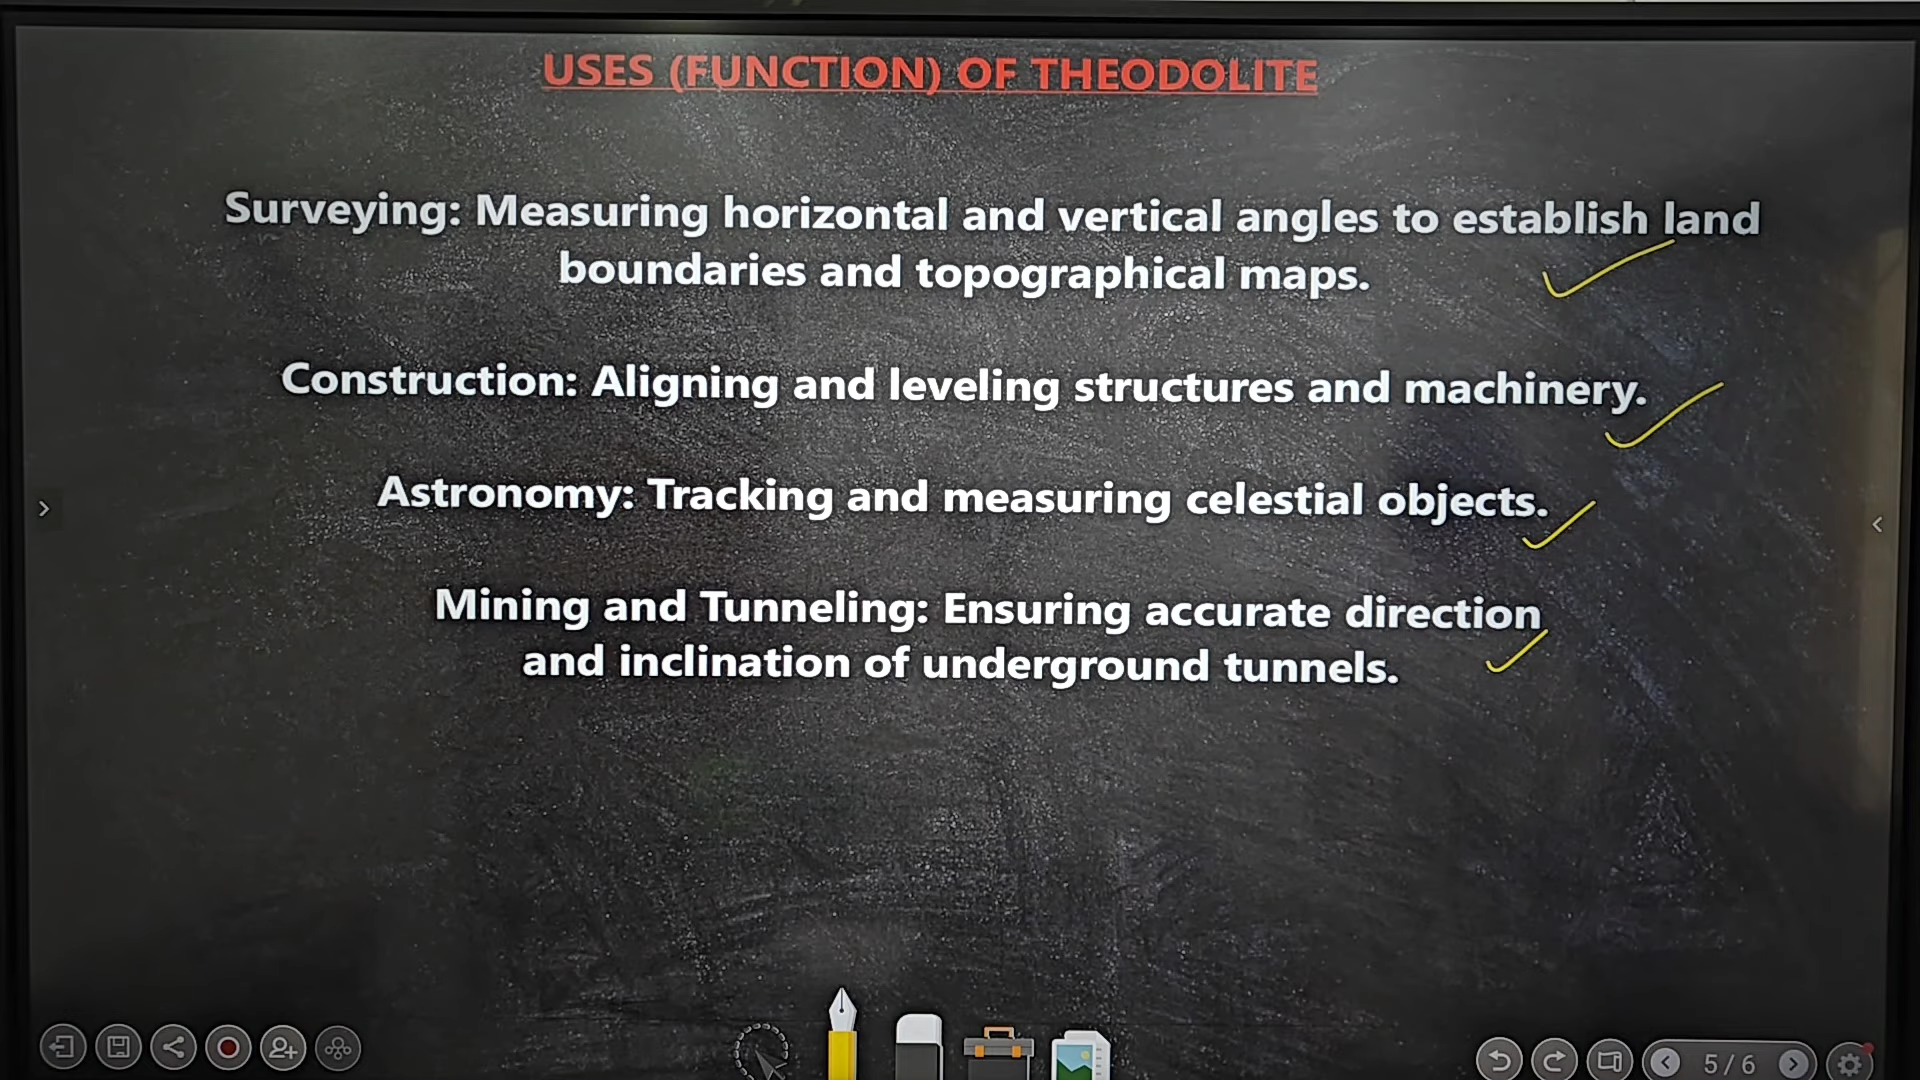 USES (FUNCTION) OF THEODOLITE
Surveying: Measuring horizontal and vertical angles to establish land
boundaries and topographical maps.
Construction: Aligning and leveling structures and machinery.
Astronomy: Tracking and measuring celestial objects.
Mining and Tunneling: Ensuring accurate direction
and inclination of underground tunnels.
5 / 6